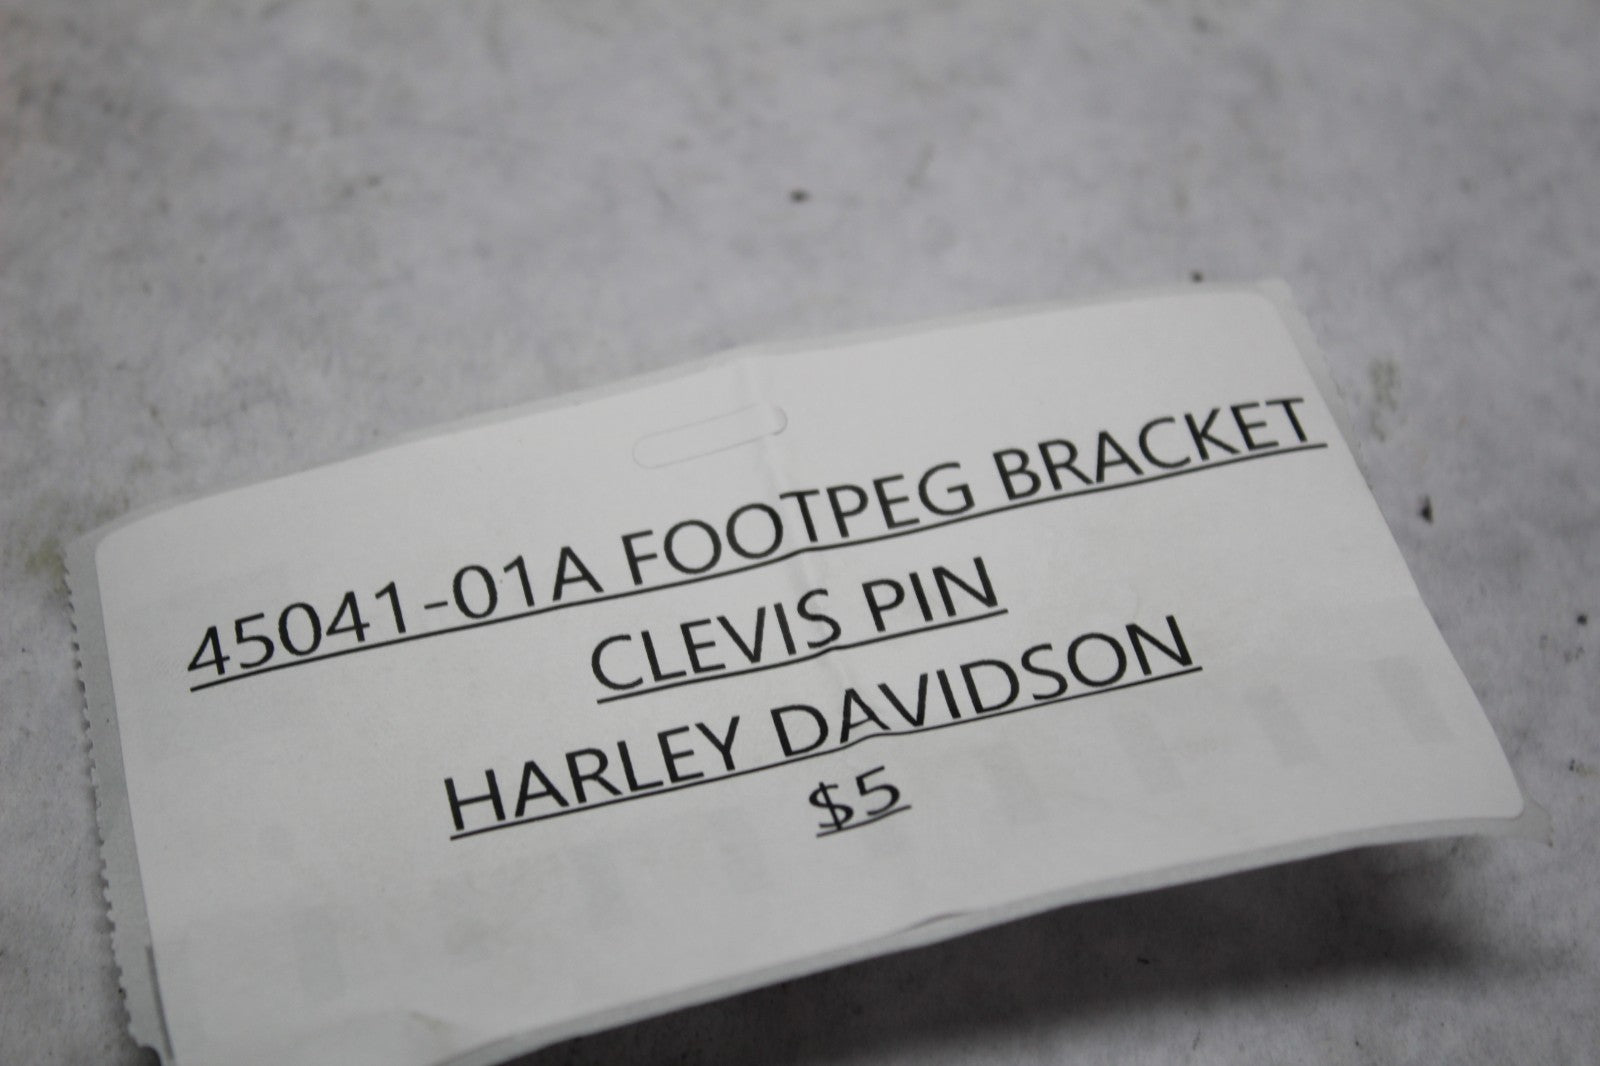 45041-01A FOOTPEG BRACKET
CLEVIS PIN
HARLEY DAVIDSON
$5